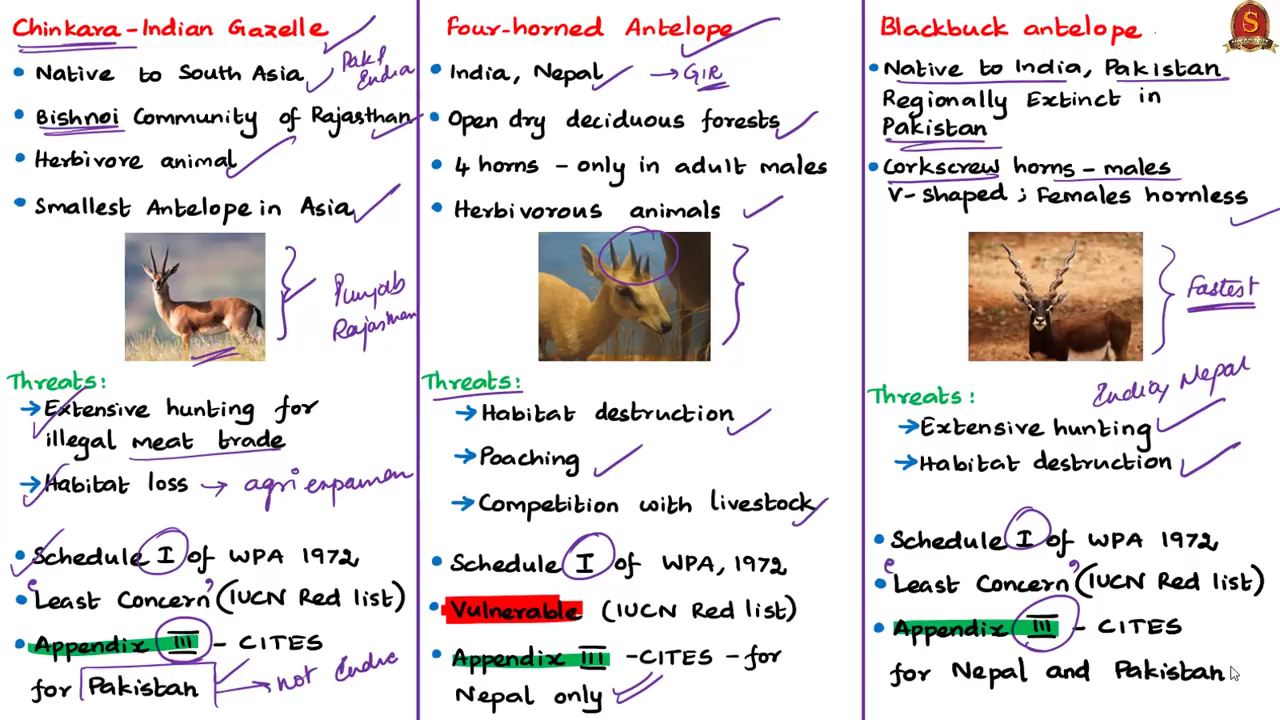 Chinkara - Indian Gazelle
Native to South Asia
Pak &
India
Bishnoi Community of Rajasthan
Herbivore animal
Smallest Antelope in Asia
Punjab
Rajasthan
Threats:
→ Extensive hunting for
illegal meat trade
→ Habitat loss → agri expansion
Schedule I of WPA 1972
"Least Concern" (IUCN Red list)
Appendix III - CITES
for Pakistan → not India
Four-horned Antelope
India, Nepal → GIR
Open dry deciduous forests
4 horns - only in adult males
Herbivorous animals
Threats:
→ Habitat destruction
→ Poaching
→ Competition with livestock
Schedule I of WPA, 1972
Vulnerable (IUCN Red list)
Appendix III - CITES - for
Nepal only
Blackbuck antelope
Native to India, Pakistan
Regionally Extinct in
Pakistan
Corkscrew horns - males
V-Shaped ; Females hornless
Fastest
India, Nepal
Threats:
→ Extensive hunting
→ Habitat destruction
Schedule I of WPA 1972
"Least Concern" (IUCN Red list)
Appendix III - CITES
for Nepal and Pakistan
S